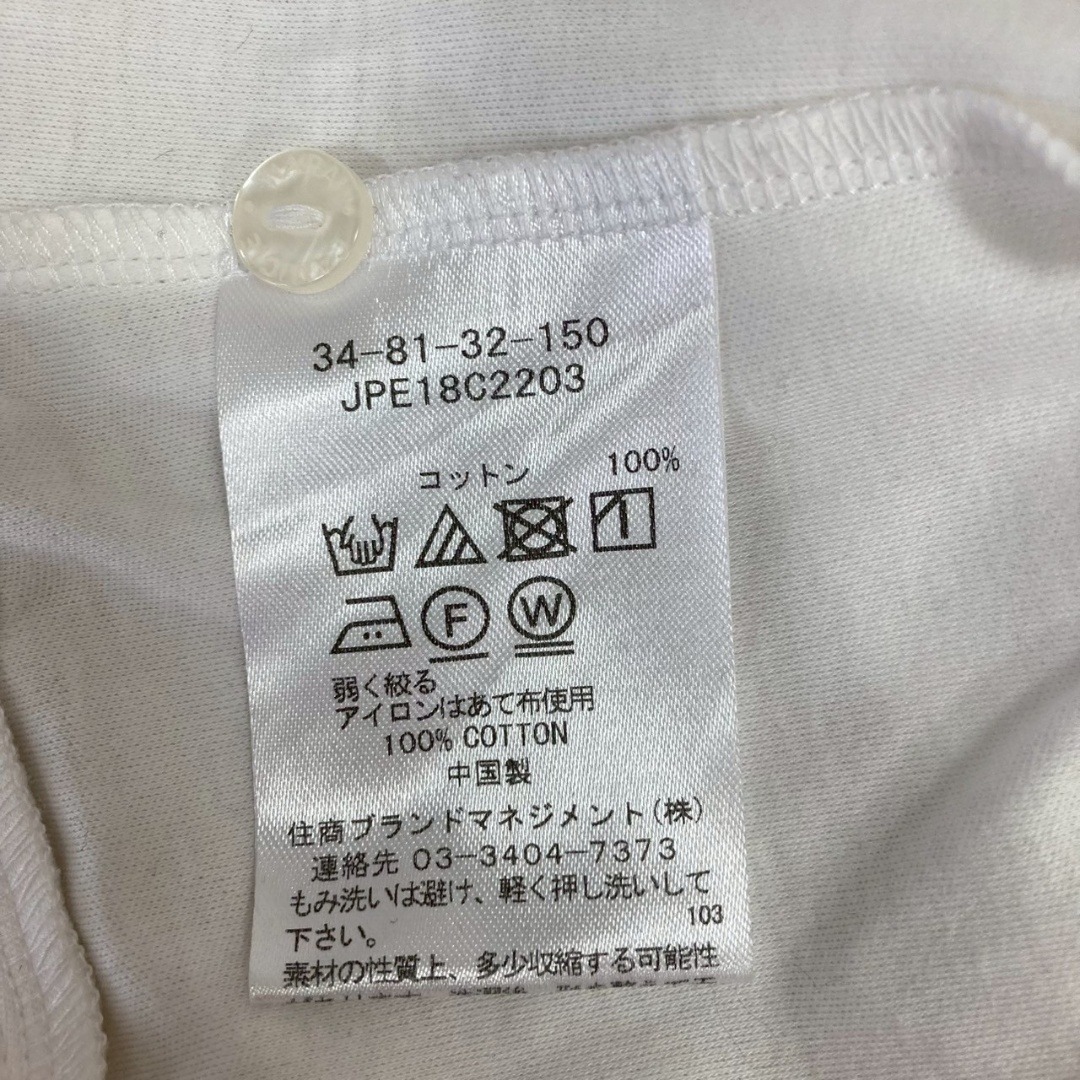 34-81-32-150
JPE18C2203
コットン 100%
F W
弱く絞る
アイロンはあて布使用
100% COTTON
中国製
住商ブランドマネジメント(株)
連絡先 03-3404-7373
もみ洗いは避け、軽く押し洗いして
下さい。
103
素材の性質上、多少収縮する可能性